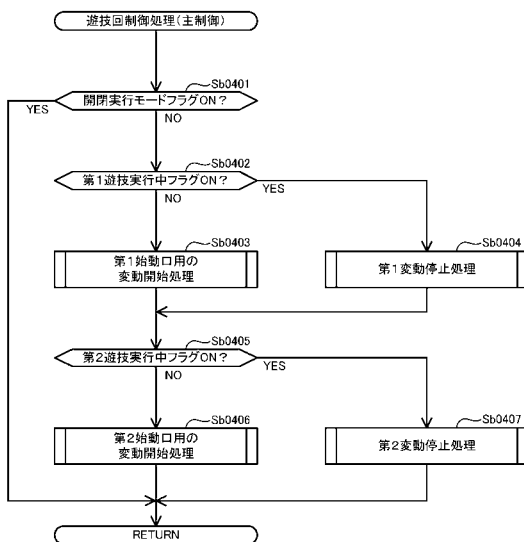 遊技回制御処理(主制御)
Sb0401
開閉実行モードフラグON?
YES
NO
Sb0402
第1遊技実行中フラグON?
YES
NO
Sb0403
第1始動口用の
変動開始処理
Sb0404
第1変動停止処理
Sb0405
第2遊技実行中フラグON?
YES
NO
Sb0406
第2始動口用の
変動開始処理
Sb0407
第2変動停止処理
RETURN